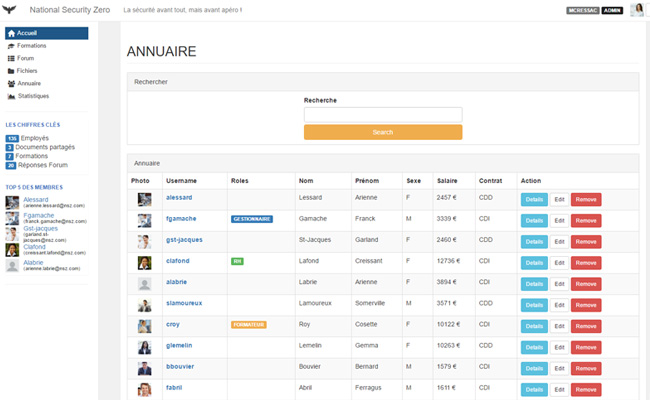 National Security Zero
La sécurité avant tout, mais avant apéro !
MCRESSAC ADMIN
Accueil
Formations
Forum
Fichiers
Annuaire
Statistiques
LES CHIFFRES CLÉS
135 Employés
3 Documents partagés
7 Formations
20 Réponses Forum
TOP 5 DES MEMBRES
Alessard
(arienne.lessard@nsz.com)
Fgamache
(franck.gamache@nsz.com)
Gst-jacques
(garland.st-
jacques@nsz.com)
Clafond
(creissant.lafond@nsz.com)
Alabrie
(arienne.labrie@nsz.com)
ANNUAIRE
Rechercher
Recherche
Search
Annuaire
Photo Username Roles Nom Prénom Sexe Salaire Contrat Action
alessard Lessard Arienne F 2457 € CDD Details Edit Remove
fgamache GESTIONNAIRE Gamache Franck M 3339 € CDI Details Edit Remove
gst-jacques St-Jacques Garland F 2460 € CDD Details Edit Remove
clafond RH Lafond Creissant F 12736 € CDI Details Edit Remove
alabrie Labrie Arienne F 3894 € CDI Details Edit Remove
slamoureux Lamoureux Somerville M 3571 € CDD Details Edit Remove
croy FORMATEUR Roy Cosette F 10122 € CDI Details Edit Remove
glemelin Lemelin Gemma F 10263 € CDD Details Edit Remove
bbouvier Bouvier Bernard M 1579 € CDI Details Edit Remove
fabril Abril Ferragus M 1611 € CDI Details Edit Remove